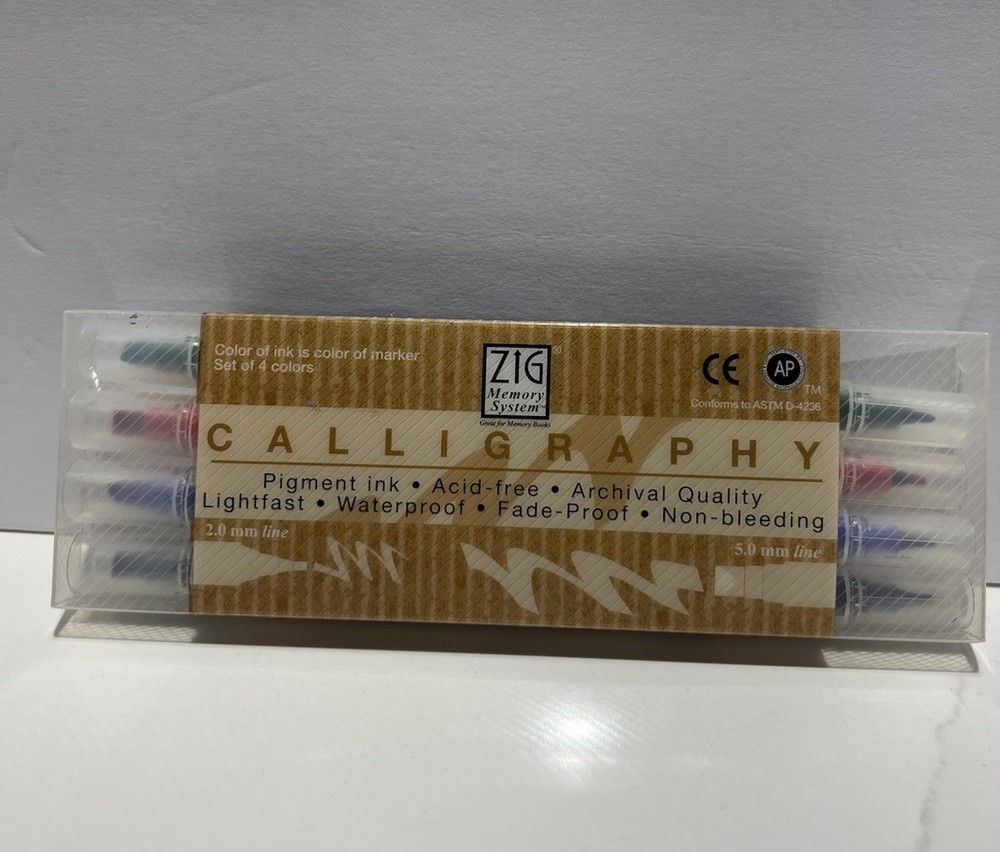 Color of ink is color of marker
Set of 4 colors
ZIG®
Memory
System™
Great for Memory Books
CE
AP
TM
Conforms to ASTM D-4236
CALLIGRAPHY
Pigment ink • Acid-free • Archival Quality
Lightfast • Waterproof • Fade-Proof • Non-bleeding
2.0 mm line
5.0 mm line